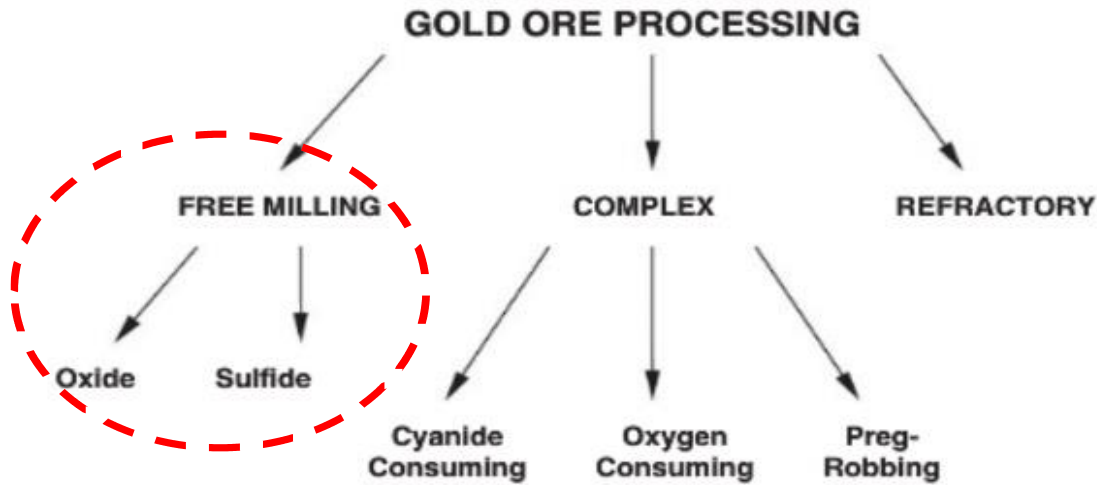 GOLD ORE PROCESSING
FREE MILLING
COMPLEX
REFRACTORY
Oxide
Sulfide
Cyanide
Consuming
Oxygen
Consuming
Preg-
Robbing